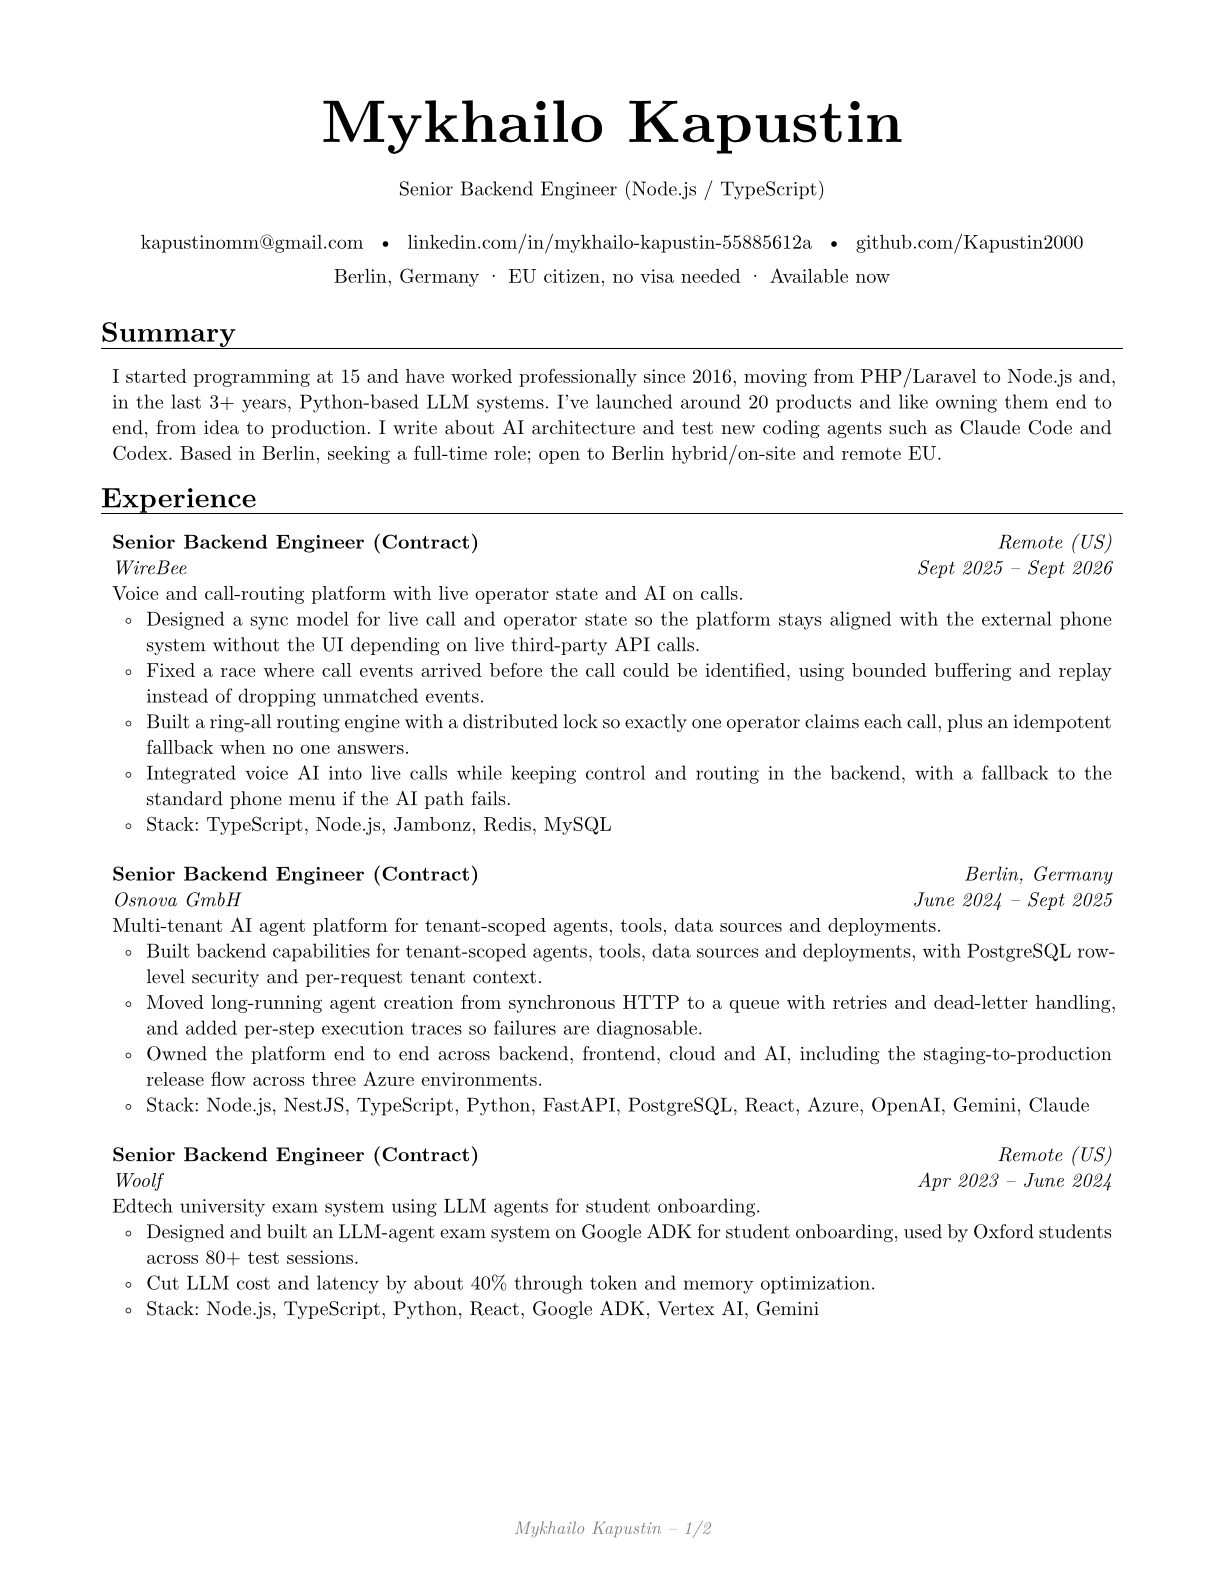 Mykhailo Kapustin
Senior Backend Engineer (Node.js / TypeScript)
kapustinomm@gmail.com • linkedin.com/in/mykhailo-kapustin-55885612a • github.com/Kapustin2000
Berlin, Germany · EU citizen, no visa needed · Available now
Summary
I started programming at 15 and have worked professionally since 2016, moving from PHP/Laravel to Node.js and,
in the last 3+ years, Python-based LLM systems. I've launched around 20 products and like owning them end to
end, from idea to production. I write about AI architecture and test new coding agents such as Claude Code and
Codex. Based in Berlin, seeking a full-time role; open to Berlin hybrid/on-site and remote EU.
Experience
Senior Backend Engineer (Contract) Remote (US)
WireBee Sept 2025 – Sept 2026
Voice and call-routing platform with live operator state and AI on calls.
◦ Designed a sync model for live call and operator state so the platform stays aligned with the external phone
system without the UI depending on live third-party API calls.
◦ Fixed a race where call events arrived before the call could be identified, using bounded buffering and replay
instead of dropping unmatched events.
◦ Built a ring-all routing engine with a distributed lock so exactly one operator claims each call, plus an idempotent
fallback when no one answers.
◦ Integrated voice AI into live calls while keeping control and routing in the backend, with a fallback to the
standard phone menu if the AI path fails.
◦ Stack: TypeScript, Node.js, Jambonz, Redis, MySQL
Senior Backend Engineer (Contract) Berlin, Germany
Osnova GmbH June 2024 – Sept 2025
Multi-tenant AI agent platform for tenant-scoped agents, tools, data sources and deployments.
◦ Built backend capabilities for tenant-scoped agents, tools, data sources and deployments, with PostgreSQL row-
level security and per-request tenant context.
◦ Moved long-running agent creation from synchronous HTTP to a queue with retries and dead-letter handling,
and added per-step execution traces so failures are diagnosable.
◦ Owned the platform end to end across backend, frontend, cloud and AI, including the staging-to-production
release flow across three Azure environments.
◦ Stack: Node.js, NestJS, TypeScript, Python, FastAPI, PostgreSQL, React, Azure, OpenAI, Gemini, Claude
Senior Backend Engineer (Contract) Remote (US)
Woolf Apr 2023 – June 2024
Edtech university exam system using LLM agents for student onboarding.
◦ Designed and built an LLM-agent exam system on Google ADK for student onboarding, used by Oxford students
across 80+ test sessions.
◦ Cut LLM cost and latency by about 40% through token and memory optimization.
◦ Stack: Node.js, TypeScript, Python, React, Google ADK, Vertex AI, Gemini
Mykhailo Kapustin – 1/2